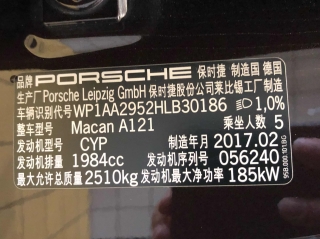 品牌 PORSCHE 保时捷 制造国 德国
生产厂 Porsche Leipzig GmbH 保时捷股份公司莱比锡工厂制造
车辆识别代号 WP1AA2952HLB30186 1,0%
整车型号 Macan A121 乘坐人数 5
发动机型号 CYP 制造年月 2017.02
发动机排量 1984cc 发动机序列号 056240
最大允许总质量 2510kg 发动机最大净功率 185kW